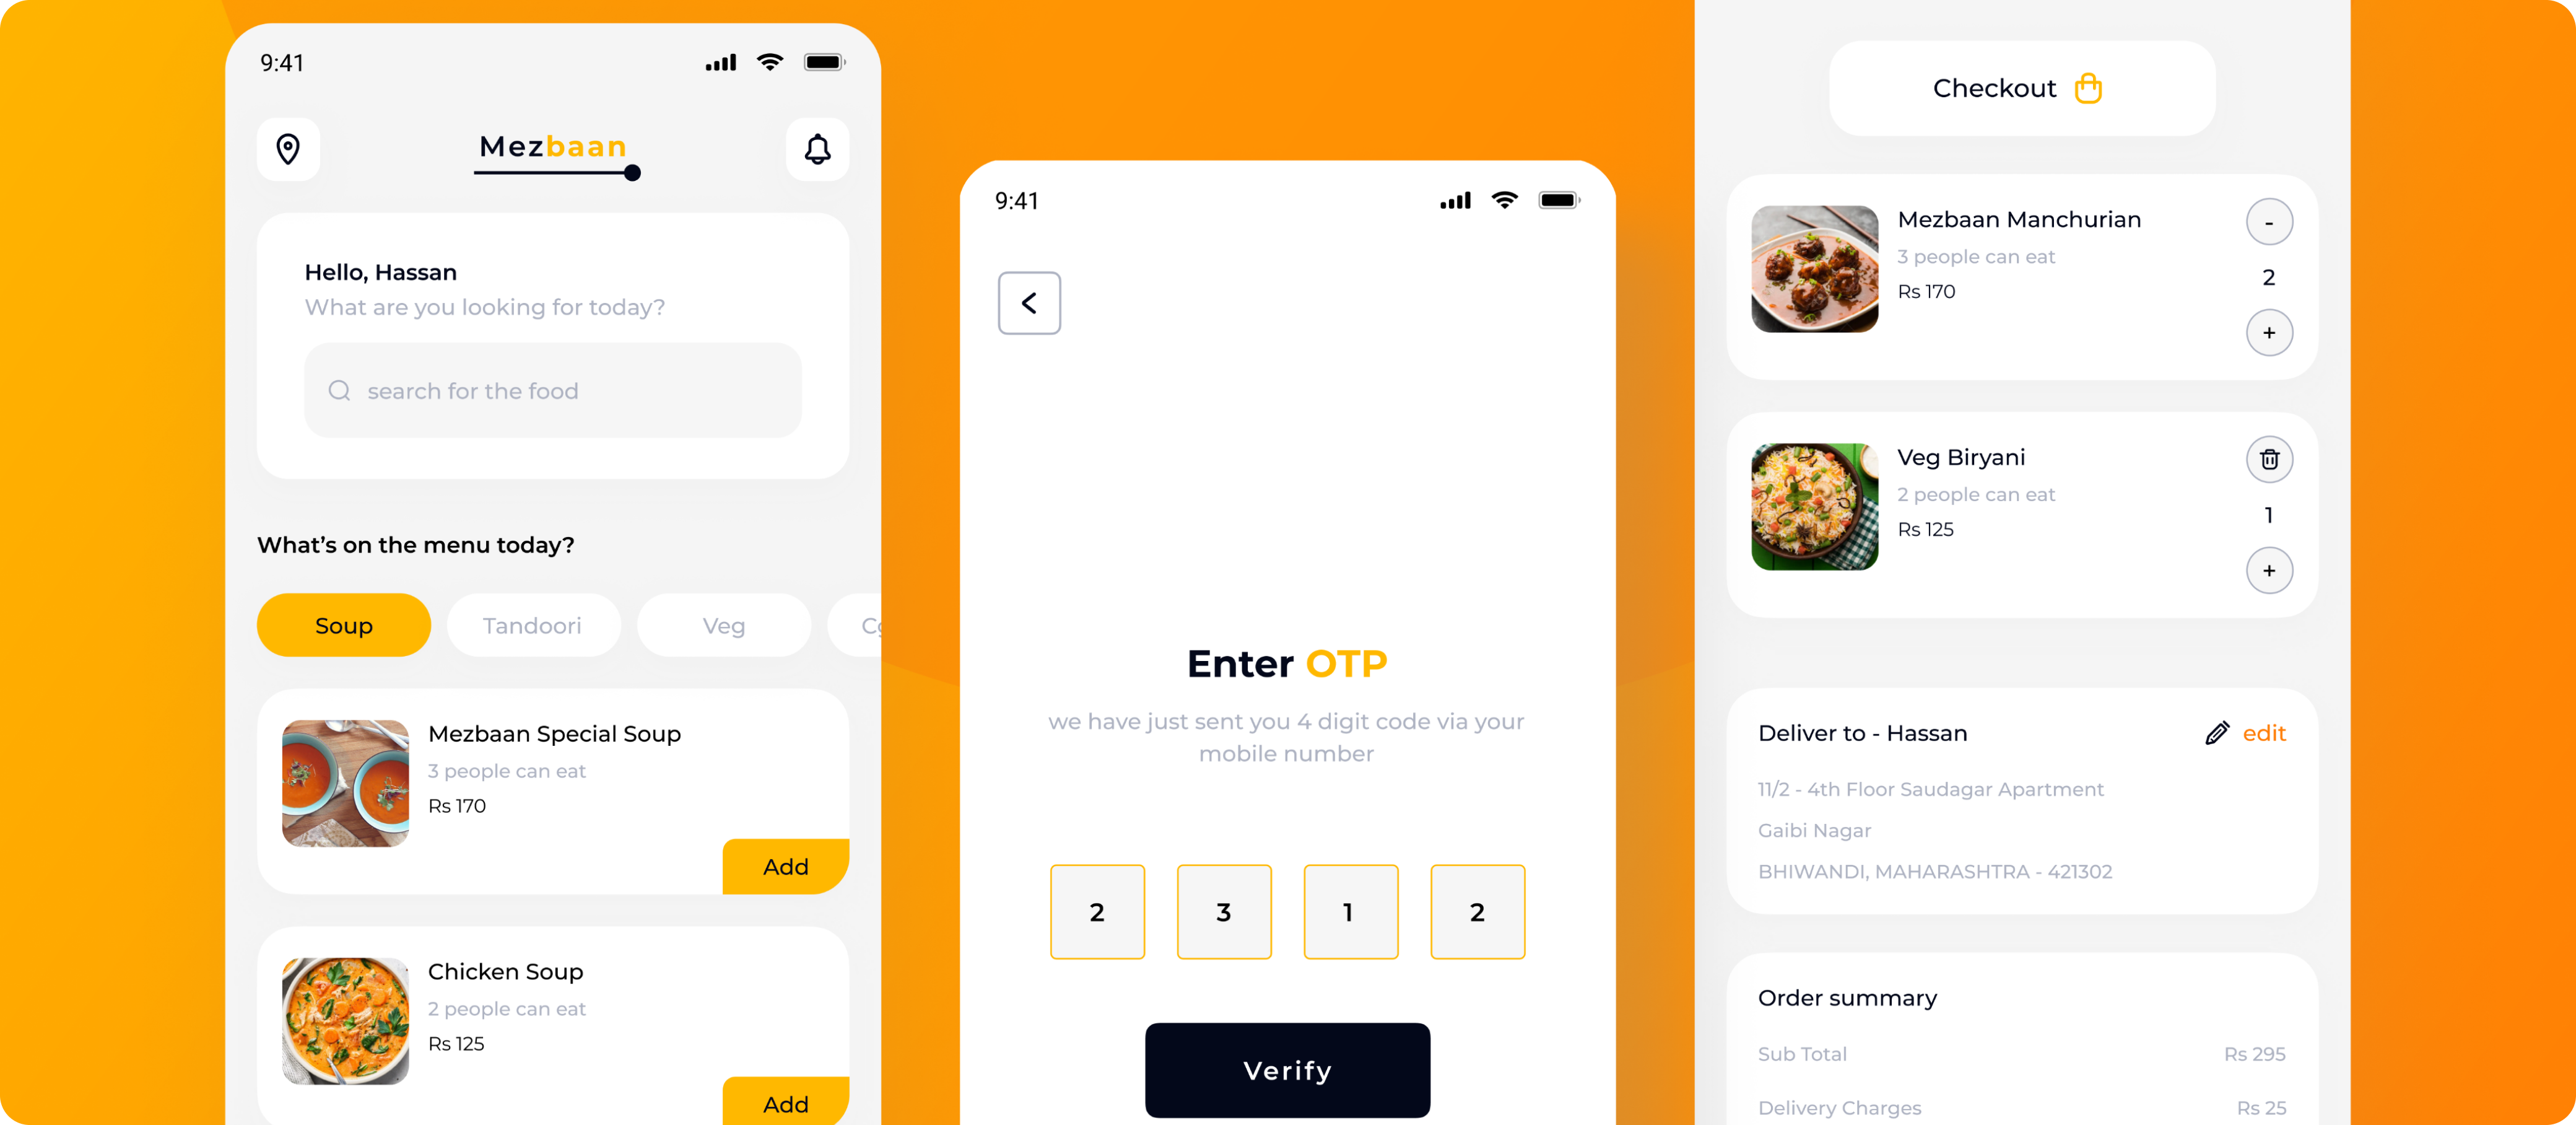 9:41
Mezbaan
Hello, Hassan
What are you looking for today?
search for the food
What's on the menu today?
Soup
Tandoori
Veg
Mezbaan Special Soup
3 people can eat
Rs 170
Add
Chicken Soup
2 people can eat
Rs 125
Add
9:41
<
Enter OTP
we have just sent you 4 digit code via your
mobile number
2 3 1 2
Verify
Checkout
Mezbaan Manchurian
3 people can eat
Rs 170
-
2
+
Veg Biryani
2 people can eat
Rs 125
1
+
Deliver to - Hassan
edit
11/2 - 4th Floor Saudagar Apartment
Gaibi Nagar
BHIWANDI, MAHARASHTRA - 421302
Order summary
Sub Total Rs 295
Delivery Charges Rs 25